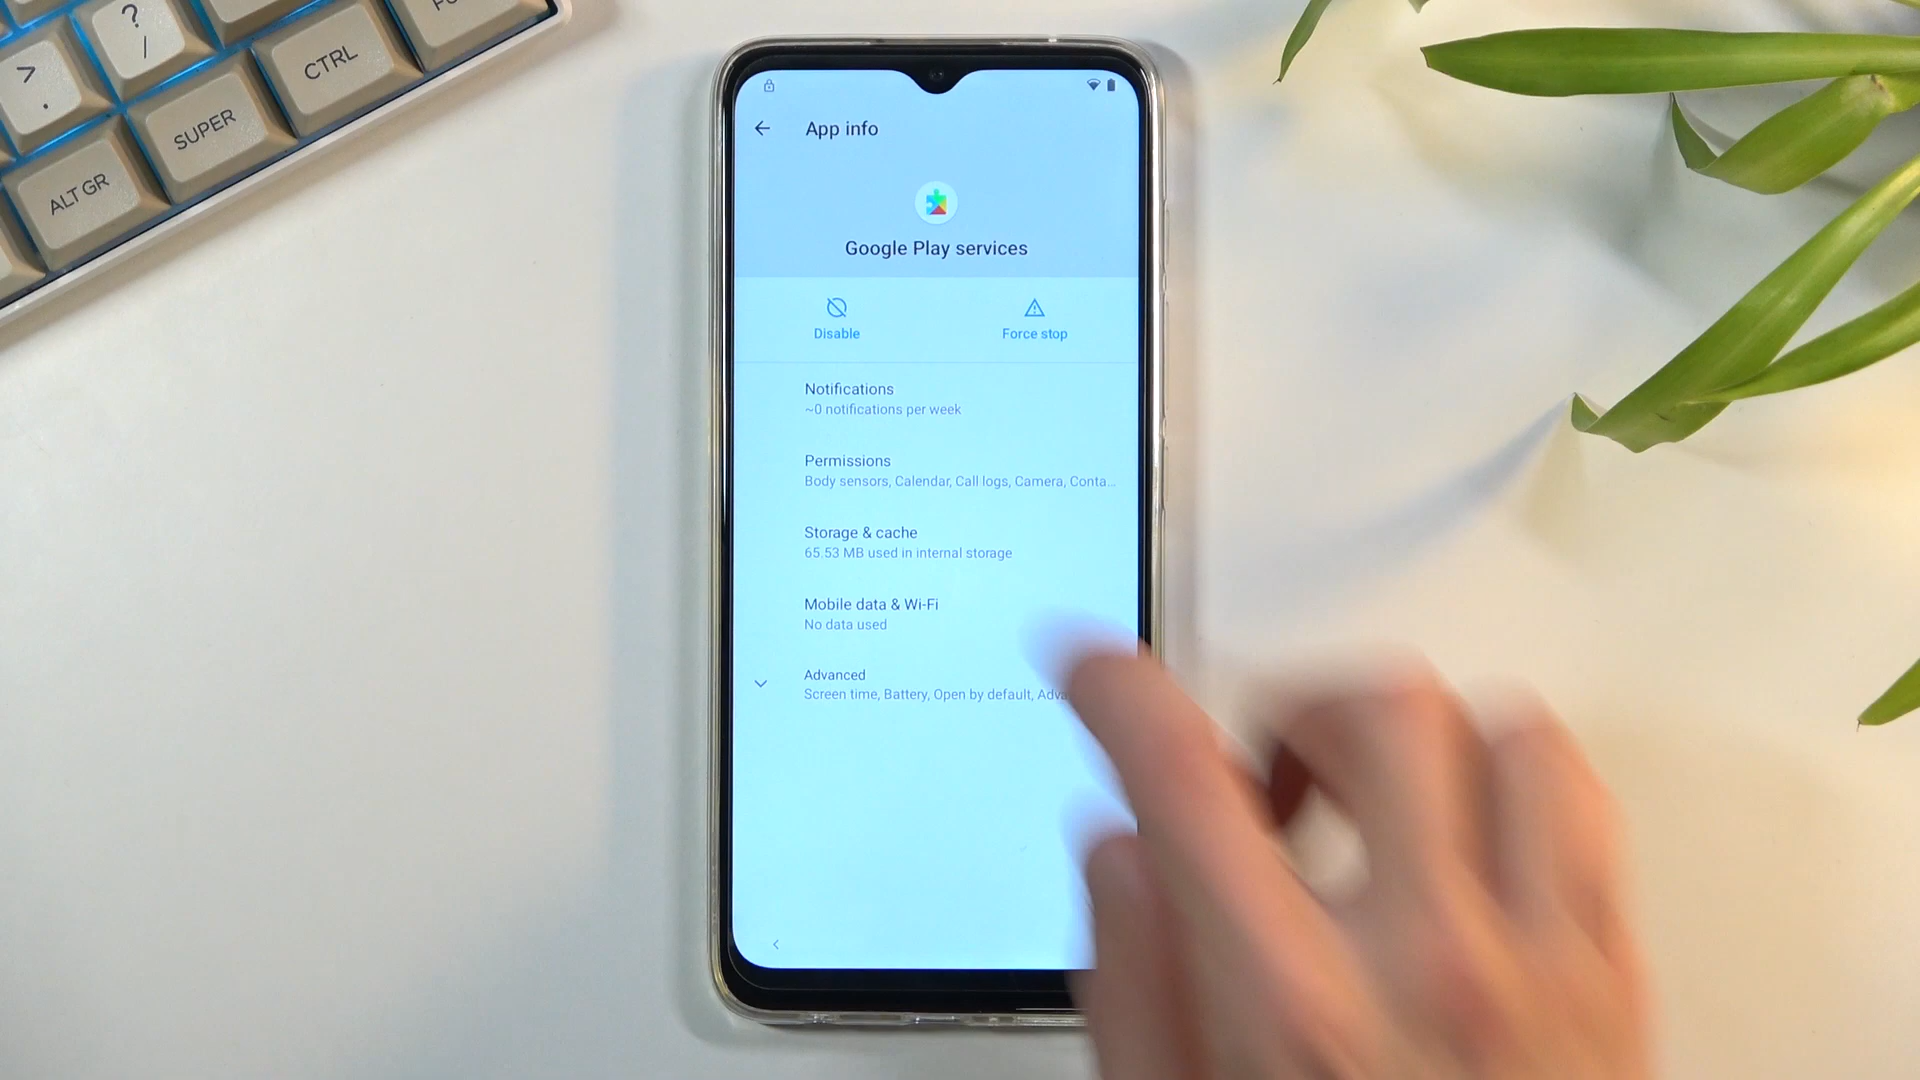 ?
/
>
.
CTRL
SUPER
ALT GR
App info
Google Play services
Disable
Force stop
Notifications
~0 notifications per week
Permissions
Body sensors, Calendar, Call logs, Camera, Conta...
Storage & cache
65.53 MB used in internal storage
Mobile data & Wi-Fi
No data used
Advanced
Screen time, Battery, Open by default,